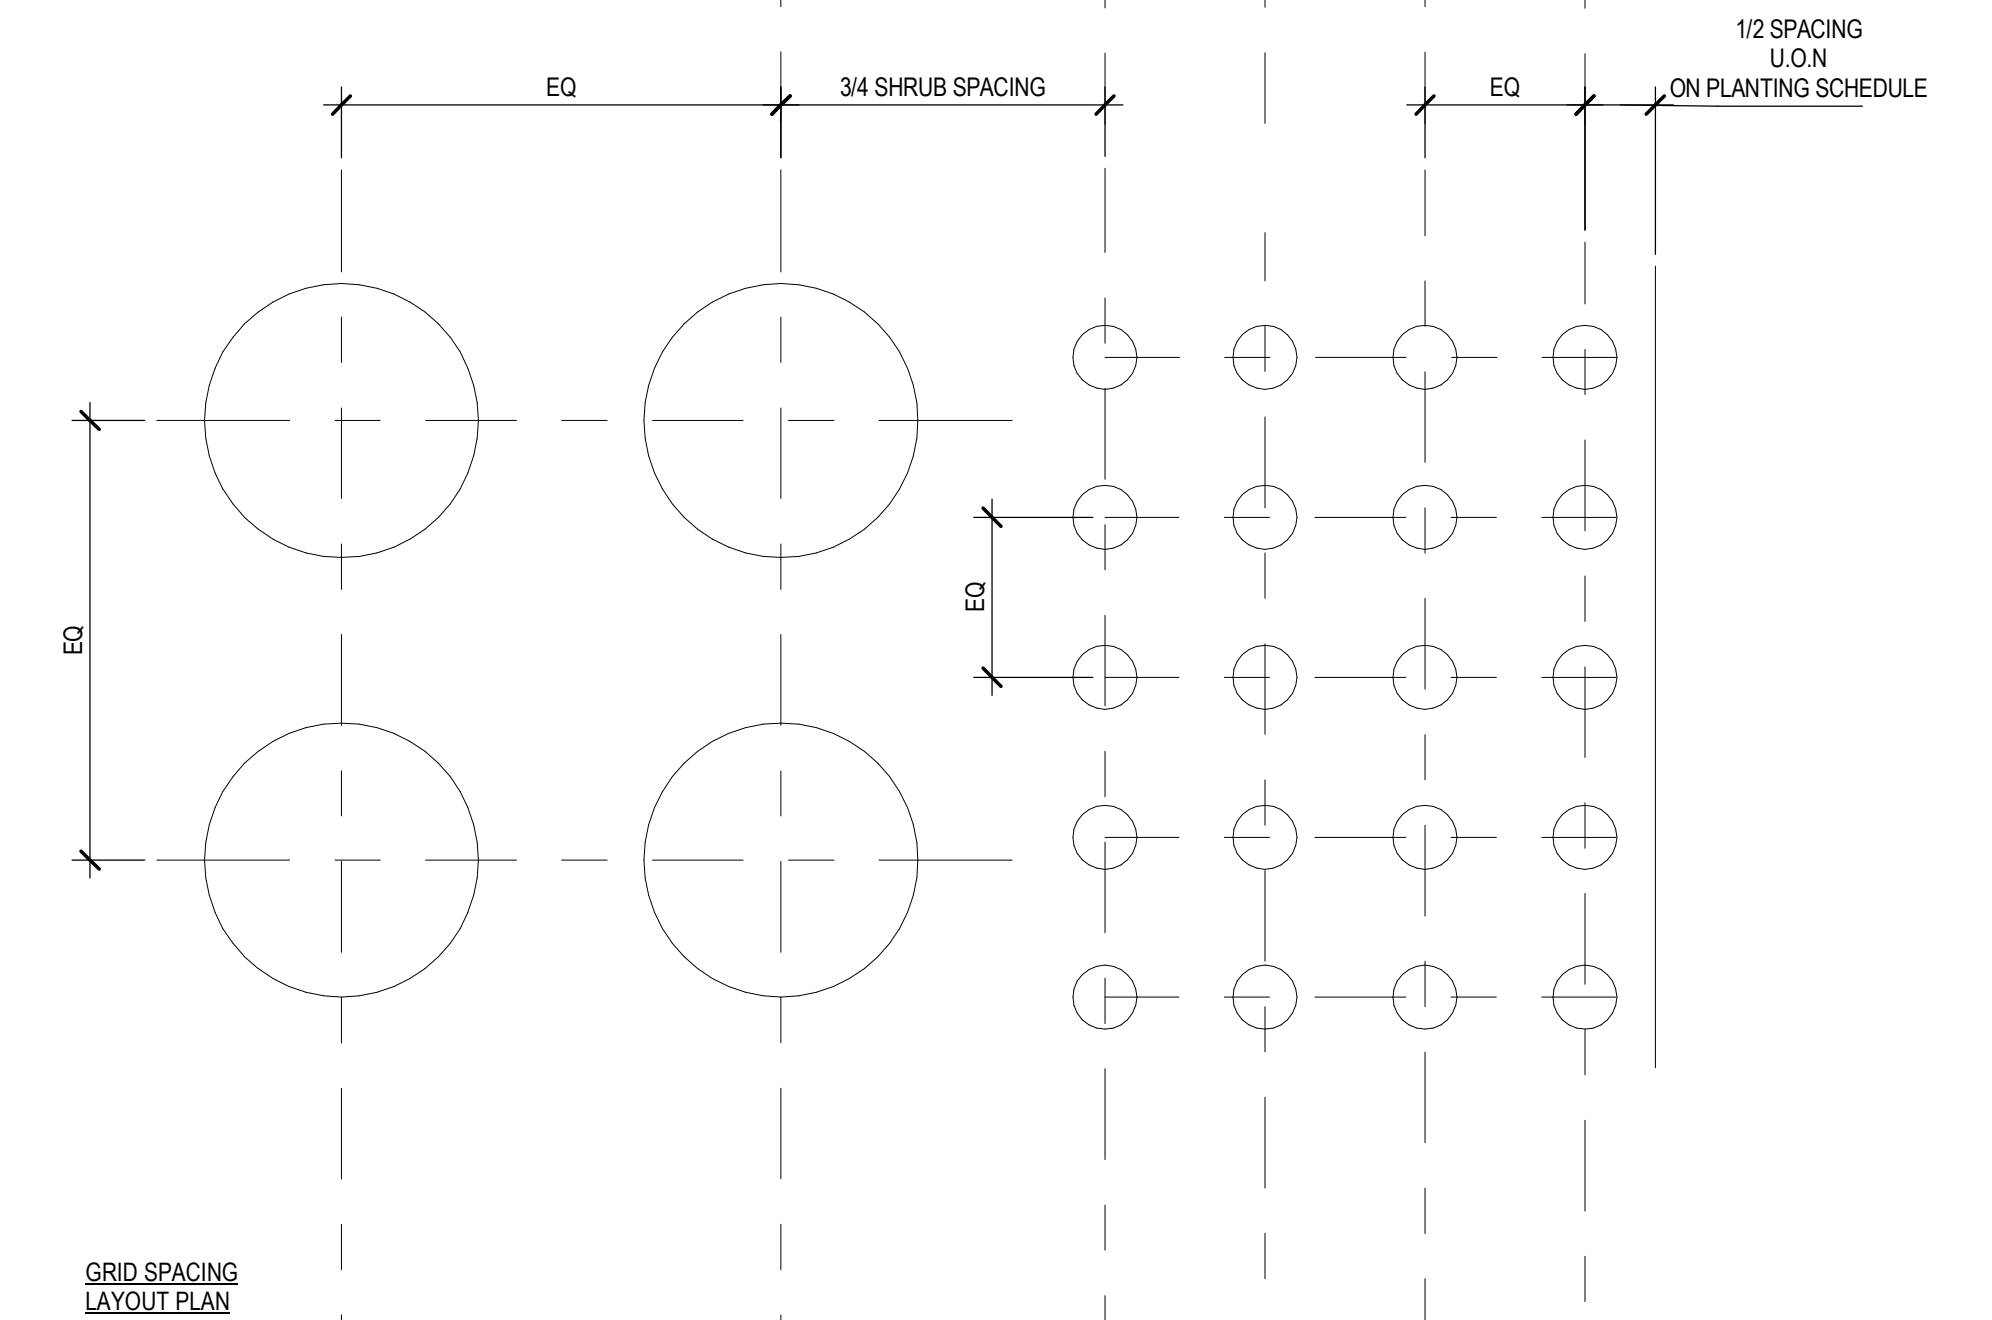 1/2 SPACING
U.O.N
ON PLANTING SCHEDULE
EQ
3/4 SHRUB SPACING
EQ
EQ
EQ
GRID SPACING
LAYOUT PLAN